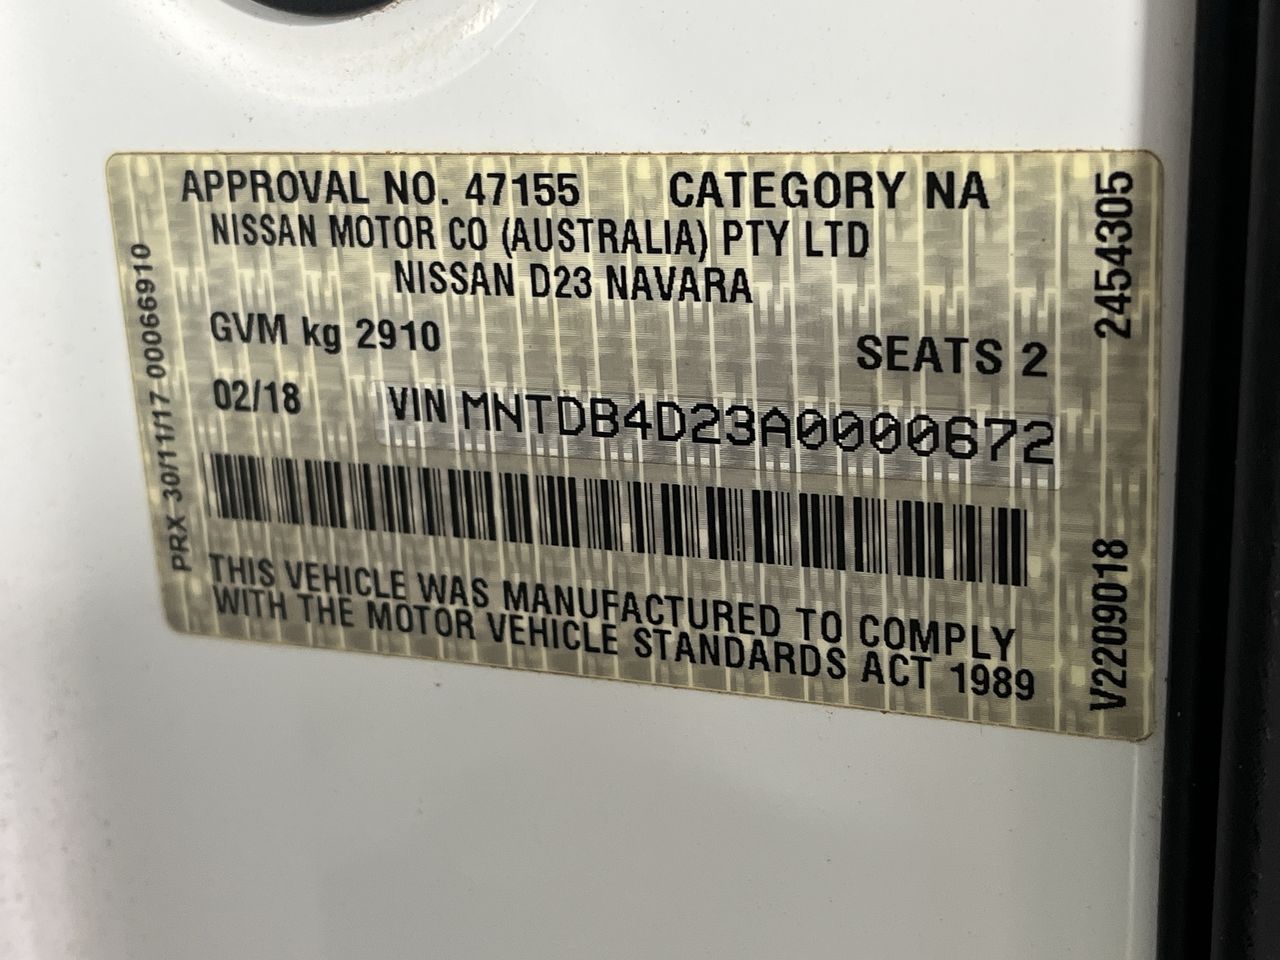 APPROVAL NO. 47155 CATEGORY NA
NISSAN MOTOR CO (AUSTRALIA) PTY LTD
NISSAN D23 NAVARA
GVM kg 2910 SEATS 2
02/18 VIN MNTDB4D23A0000672
THIS VEHICLE WAS MANUFACTURED TO COMPLY
WITH THE MOTOR VEHICLE STANDARDS ACT 1989
PRX 30/11/17 000066910
V2209018 2454305